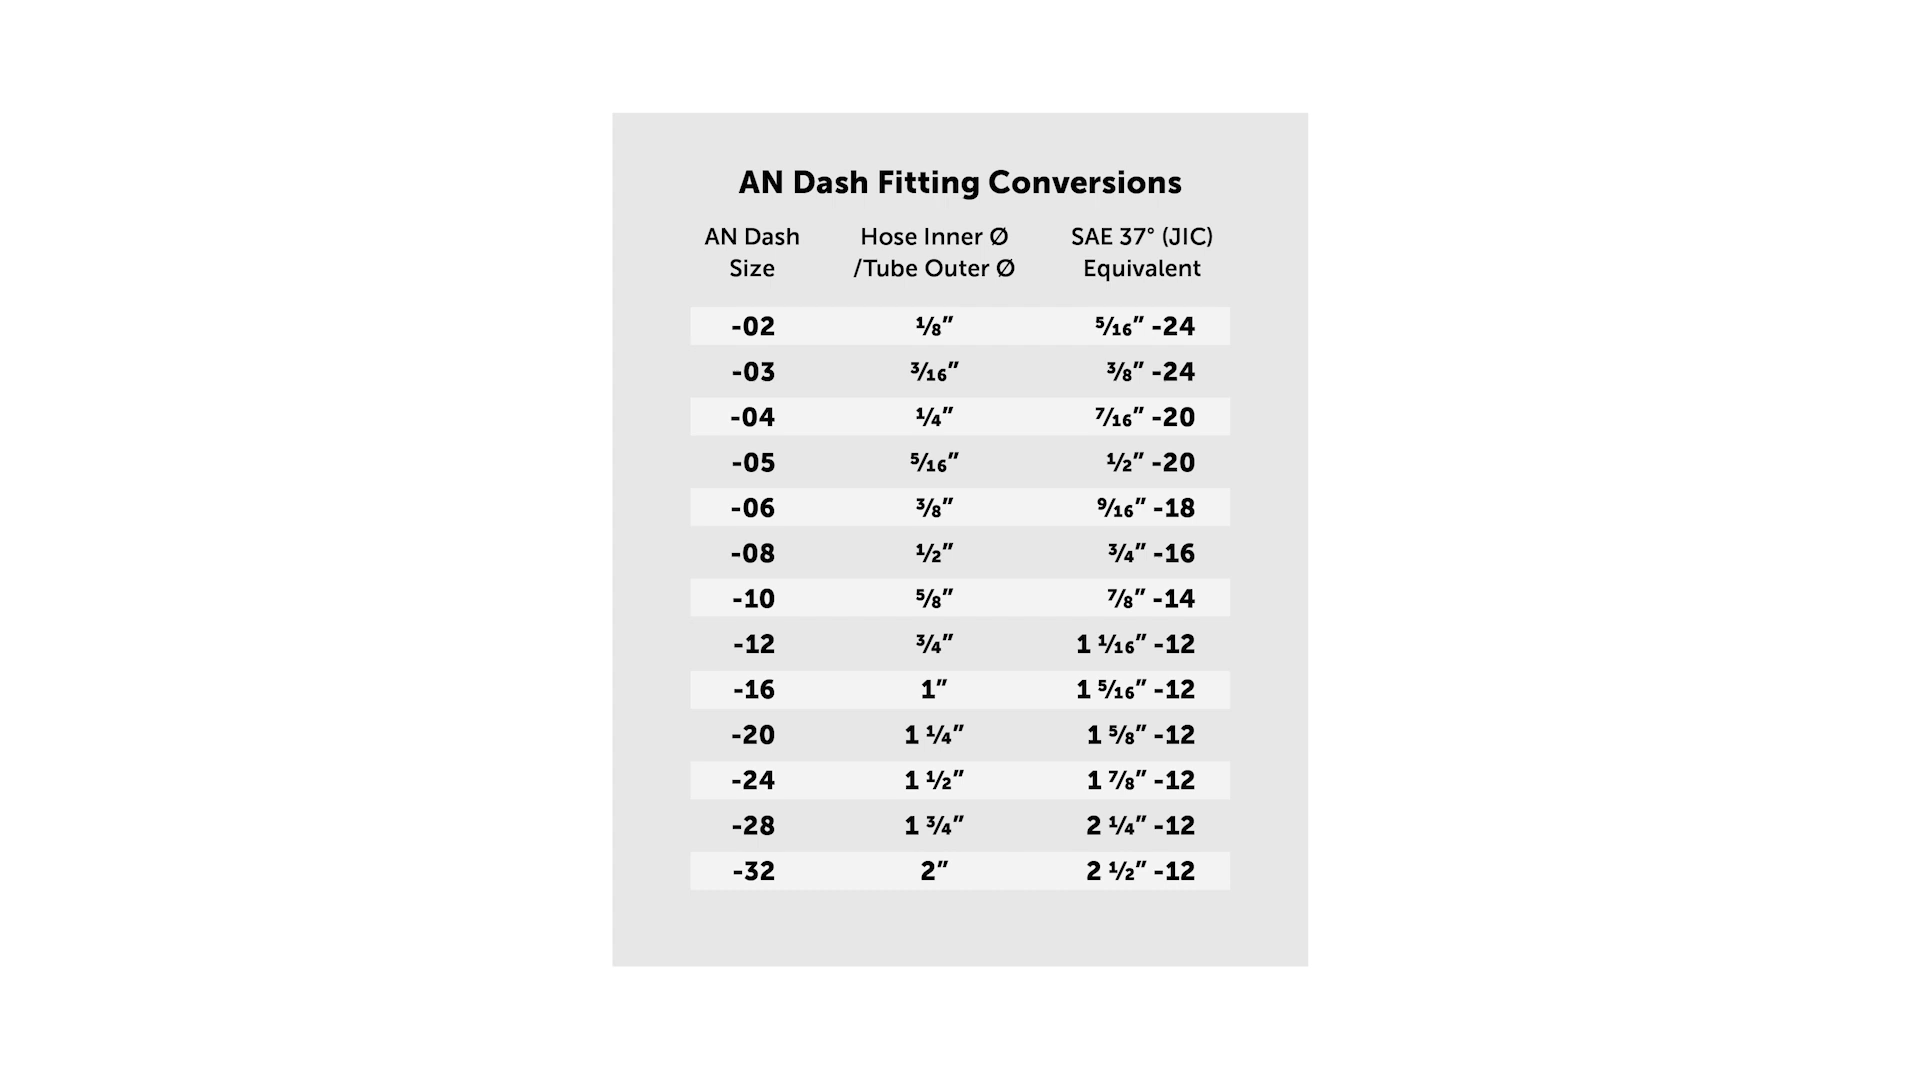 AN Dash Fitting Conversions
AN Dash Size Hose Inner Ø /Tube Outer Ø SAE 37° (JIC) Equivalent
-02 1/8″ 5/16″ -24
-03 3/16″ 3/8″ -24
-04 1/4″ 7/16″ -20
-05 5/16″ 1/2″ -20
-06 3/8″ 9/16″ -18
-08 1/2″ 3/4″ -16
-10 5/8″ 7/8″ -14
-12 3/4″ 1 1/16″ -12
-16 1″ 1 5/16″ -12
-20 1 1/4″ 1 5/8″ -12
-24 1 1/2″ 1 7/8″ -12
-28 1 3/4″ 2 1/4″ -12
-32 2″ 2 1/2″ -12